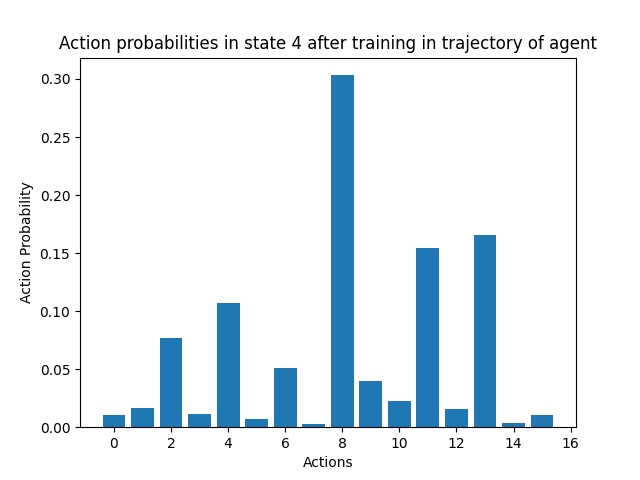 Action probabilities in state 4 after training in trajectory of agent
0.30
0.25
0.20
0.15
0.10
0.05
0.00
Action Probability
0 2 4 6 8 10 12 14 16
Actions